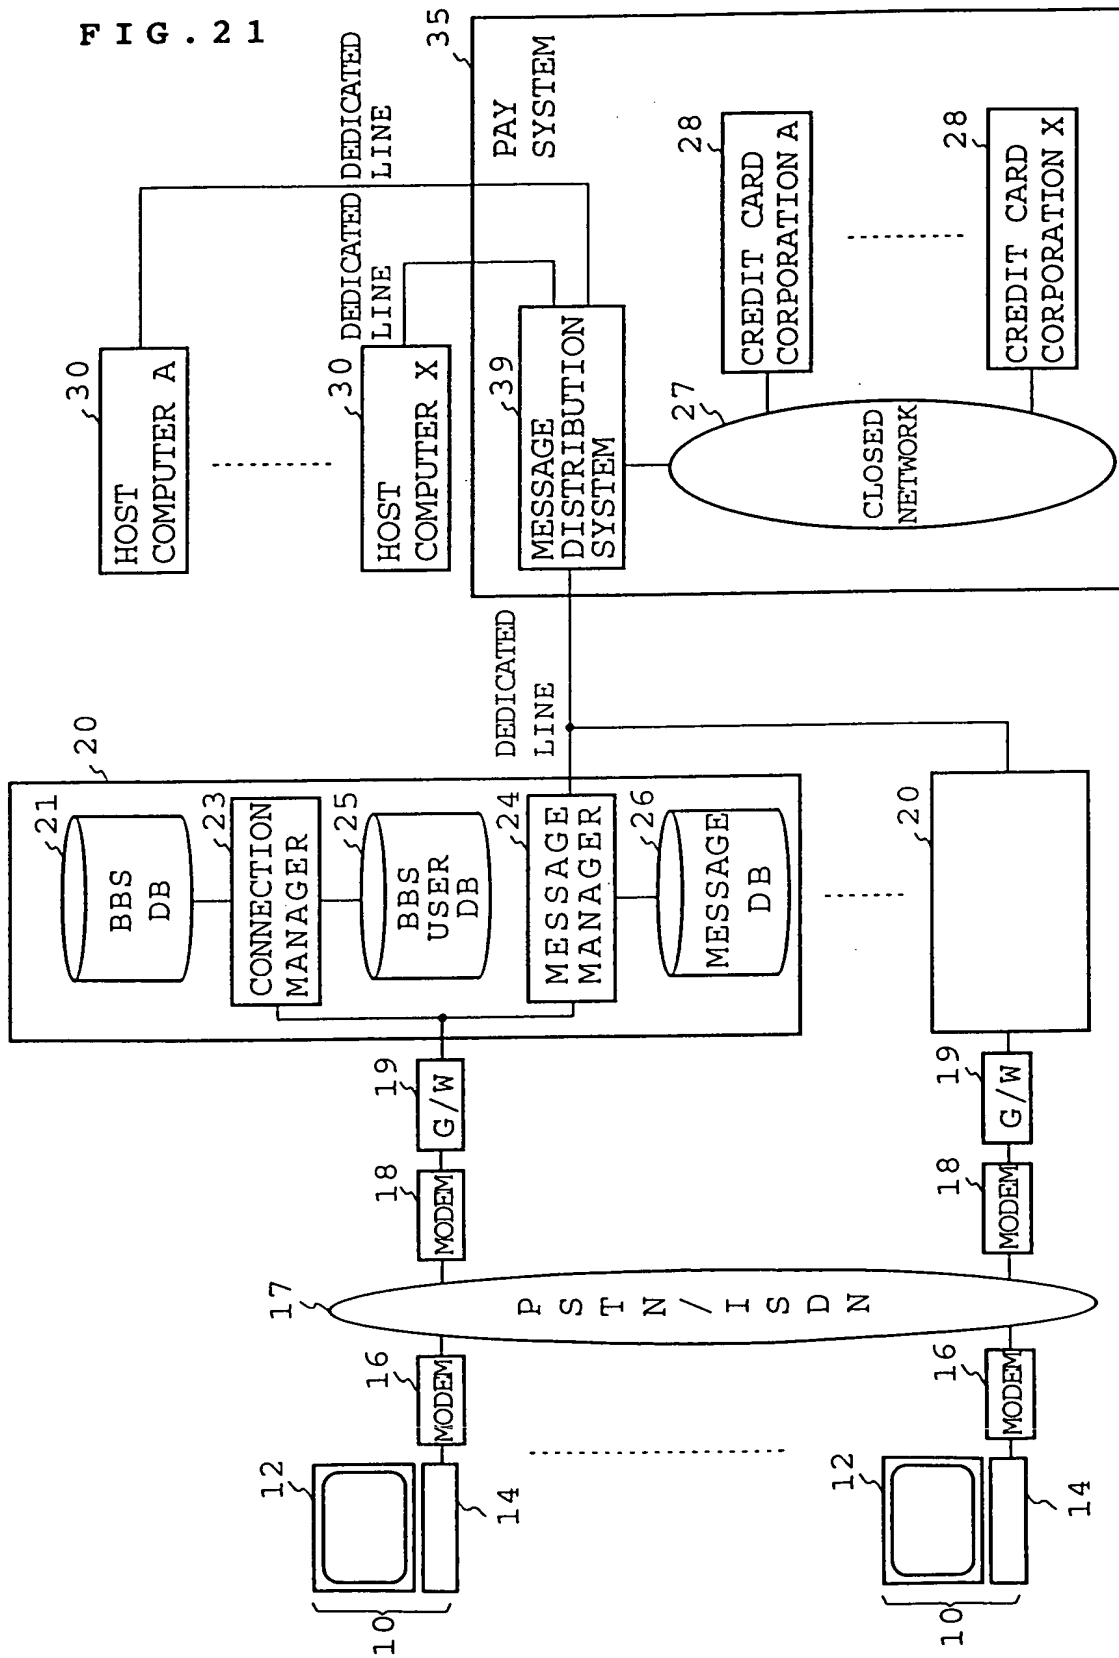 FIG.21
10
12
14
16
MODEM
17
PSTN/ISDN
18
MODEM
19
G/W
20
21
BBS
DB
23
CONNECTION
MANAGER
25
BBS
USER
DB
24
MESSAGE
MANAGER
26
MESSAGE
DB
DEDICATED
LINE
30
HOST
COMPUTER A
30
HOST
COMPUTER X
DEDICATED
LINE
DEDICATED
LINE
35
PAY
SYSTEM
39
MESSAGE
DISTRIBUTION
SYSTEM
27
CLOSED
NETWORK
28
CREDIT CARD
CORPORATION A
28
CREDIT CARD
CORPORATION X
10
12
14
16
MODEM
18
MODEM
19
G/W
20